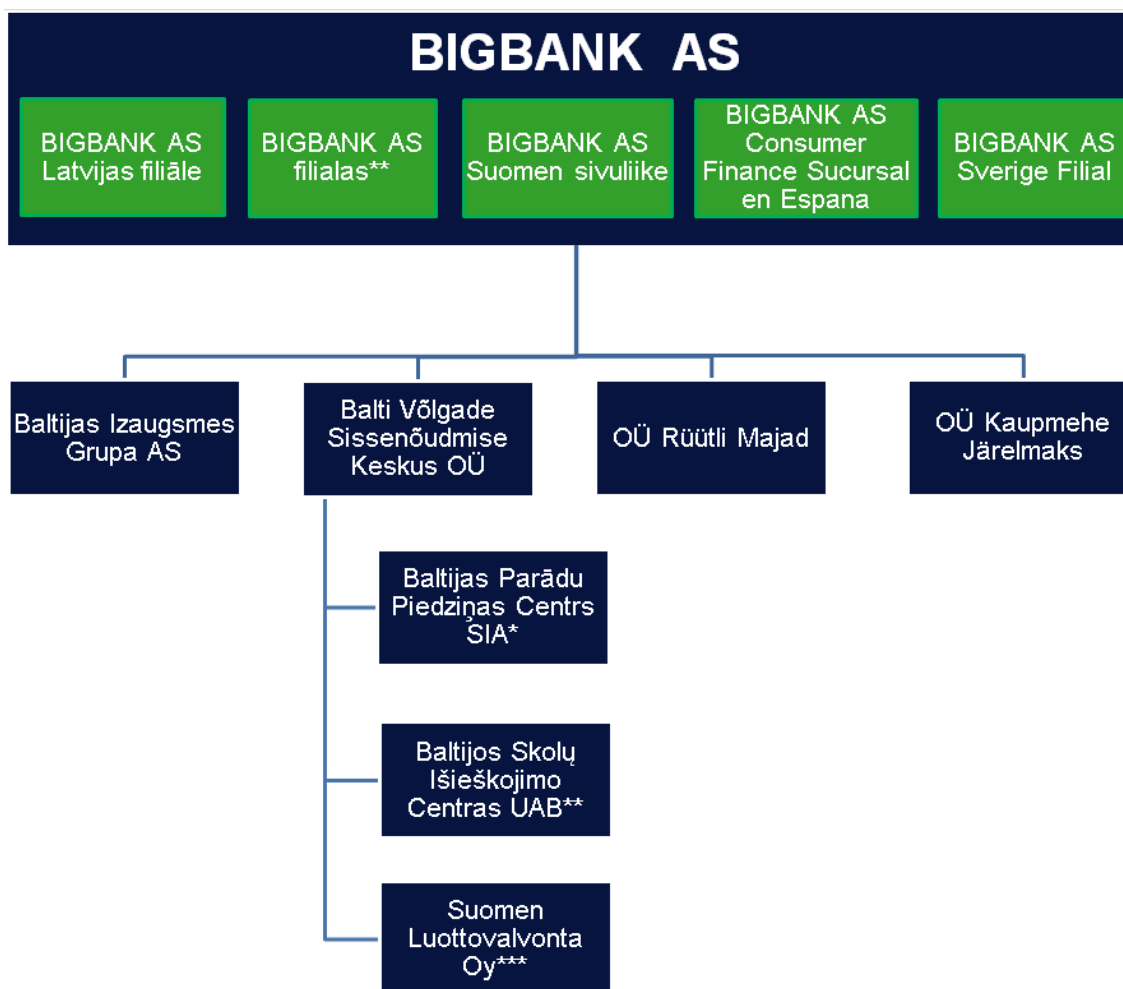 BIGBANK AS
BIGBANK AS
Latvijas filiāle
BIGBANK AS
filialas**
BIGBANK AS
Suomen sivuliike
BIGBANK AS
Consumer
Finance Sucursal
en Espana
BIGBANK AS
Sverige Filial
Baltijas Izaugsmes
Grupa AS
Balti Võlgade
Sissenõudmise
Keskus OÜ
OÜ Rüütli Majad
OÜ Kaupmehe
Järelmaks
Baltijas Parādu
Piedziņas Centrs
SIA*
Baltijos Skolų
Išieškojimo
Centras UAB**
Suomen
Luottovalvonta
Oy***